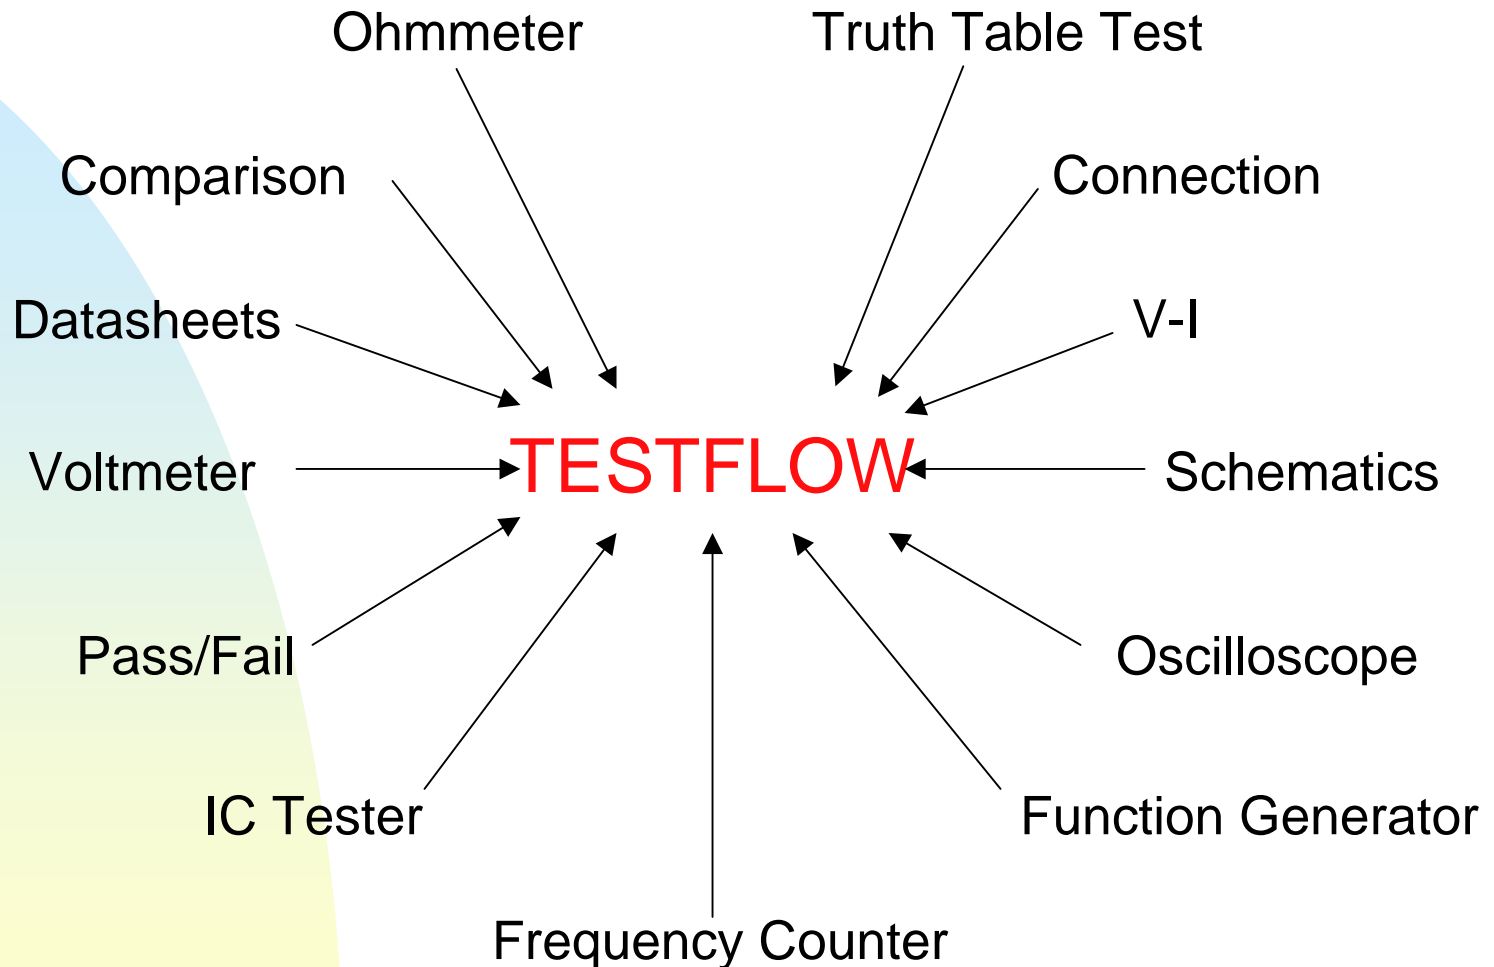 Ohmmeter
Truth Table Test
Comparison
Connection
Datasheets
V-I
Voltmeter
TESTFLOW
Schematics
Pass/Fail
Oscilloscope
IC Tester
Function Generator
Frequency Counter